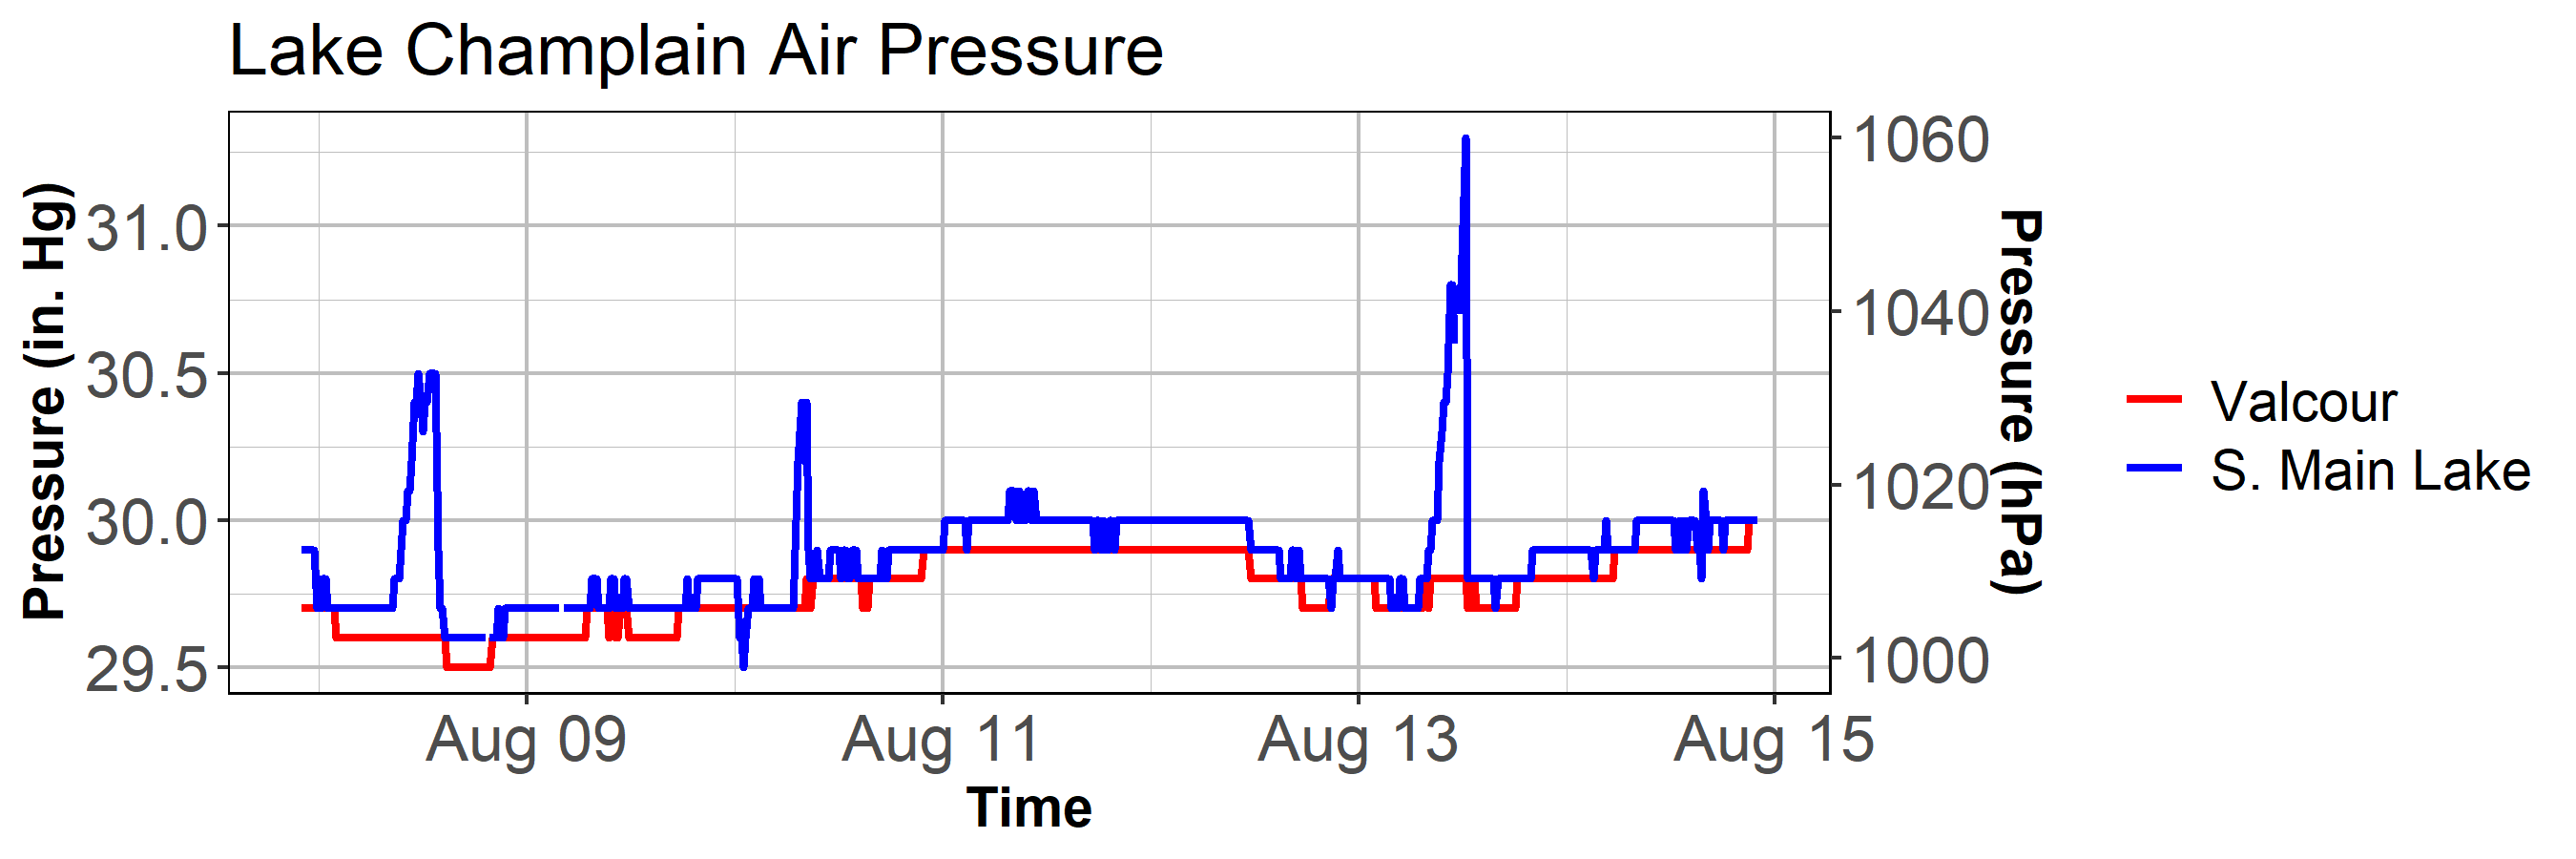 Lake Champlain Air Pressure
Pressure (in. Hg)
31.0
30.5
30.0
29.5
1060
1040
1020
1000
Pressure (hPa)
Aug 09
Aug 11
Aug 13
Aug 15
Time
Valcour
S. Main Lake